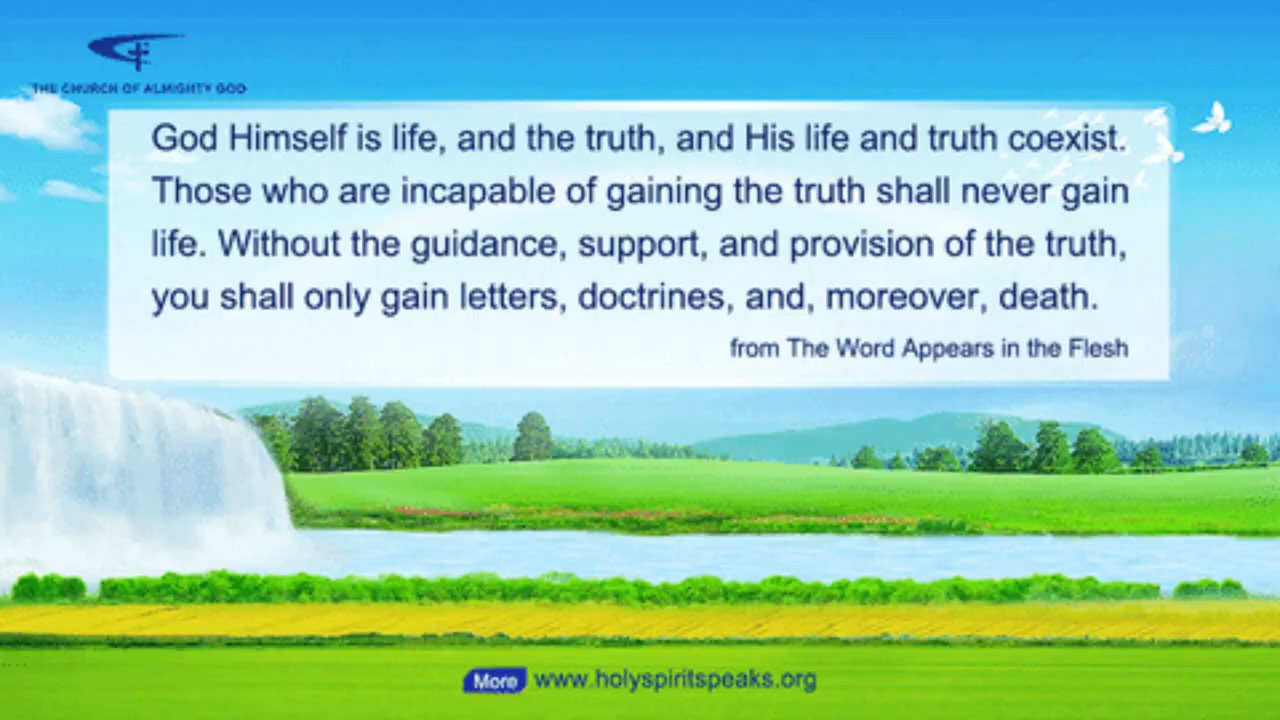 THE CHURCH OF ALMIGHTY GOD
God Himself is life, and the truth, and His life and truth coexist.
Those who are incapable of gaining the truth shall never gain
life. Without the guidance, support, and provision of the truth,
you shall only gain letters, doctrines, and, moreover, death.
from The Word Appears in the Flesh
More www.holyspiritspeaks.org